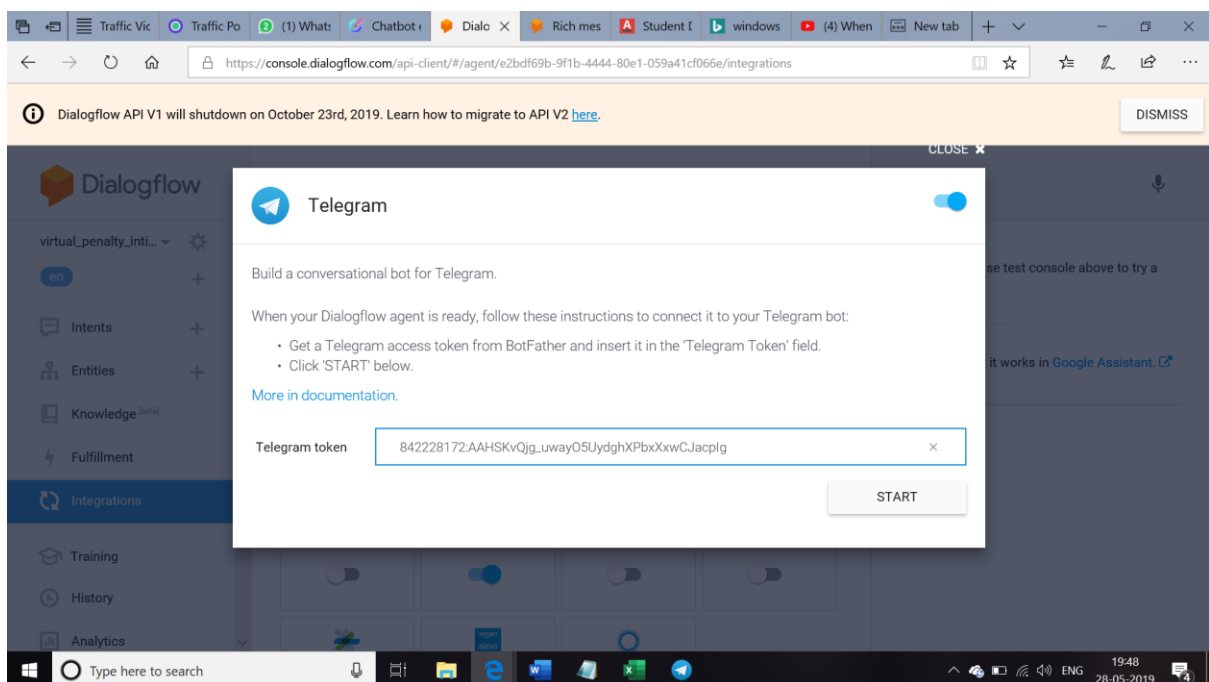 Traffic Vic
Traffic Po
(1) Whats
Chatbot
Dialo
Rich mes
Student
windows
(4) When
New tab
https://console.dialogflow.com/api-client/#/agent/e2bdf69b-9f1b-4444-80e1-059a41cf066e/integrations
Dialogflow API V1 will shutdown on October 23rd, 2019. Learn how to migrate to API V2 here.
DISMISS
CLOSE
Dialogflow
Telegram
virtual_penalty_inti...
en
Build a conversational bot for Telegram.
se test console above to try a
When your Dialogflow agent is ready, follow these instructions to connect it to your Telegram bot:
Intents
• Get a Telegram access token from BotFather and insert it in the 'Telegram Token' field.
• Click 'START' below.
it works in Google Assistant.
Entities
More in documentation.
Knowledge [beta]
Telegram token
842228172:AAHSKvQjg_uwayO5UydghXPbxXxwCJacpIg
Fulfillment
START
Integrations
Training
History
Analytics
Type here to search
ENG
19:48
28-05-2019
4